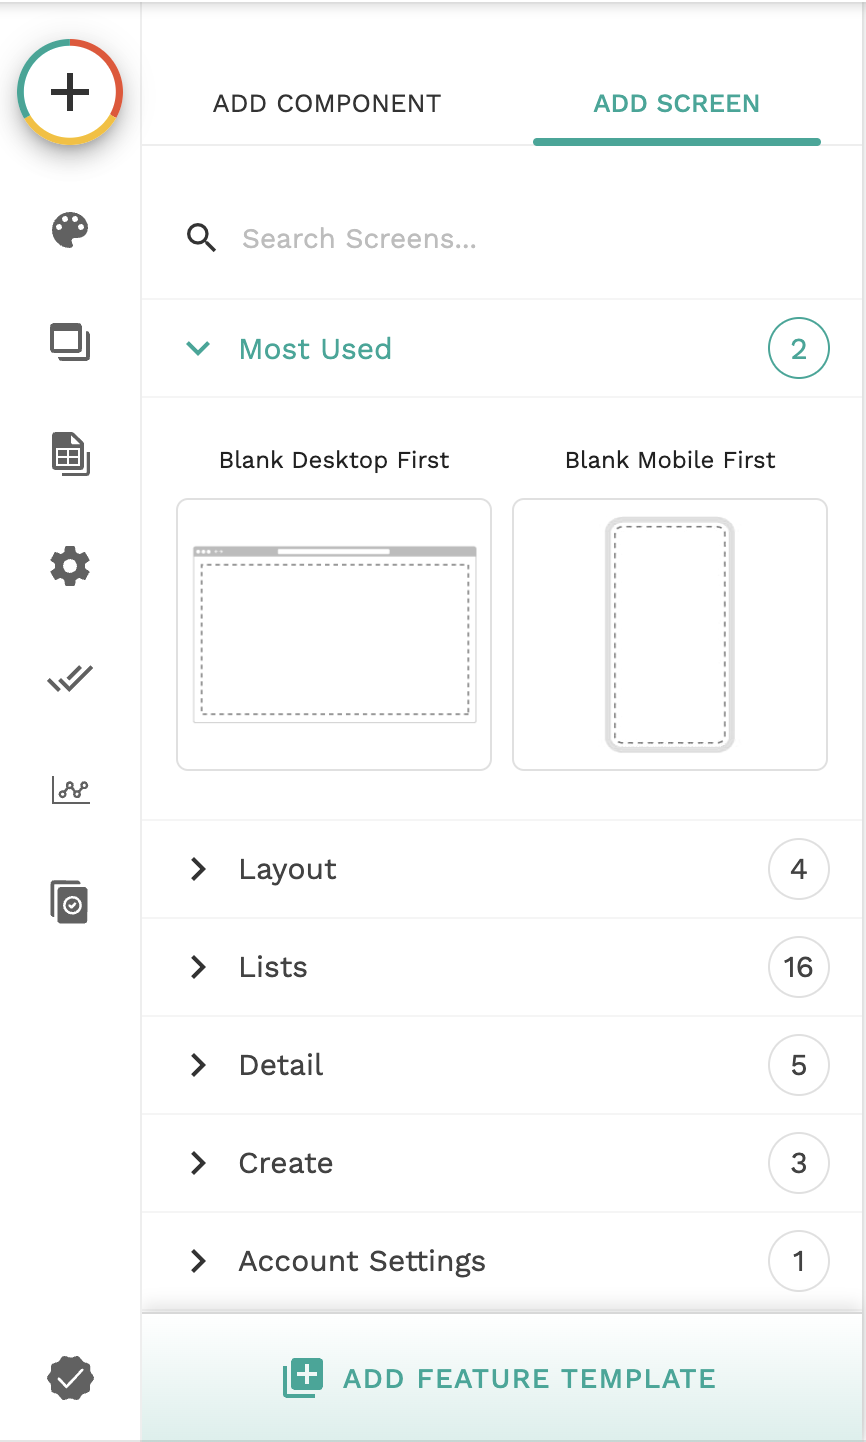 ADD COMPONENT
ADD SCREEN
Search Screens...
Most Used
2
Blank Desktop First
Blank Mobile First
Layout
4
Lists
16
Detail
5
Create
3
Account Settings
1
ADD FEATURE TEMPLATE